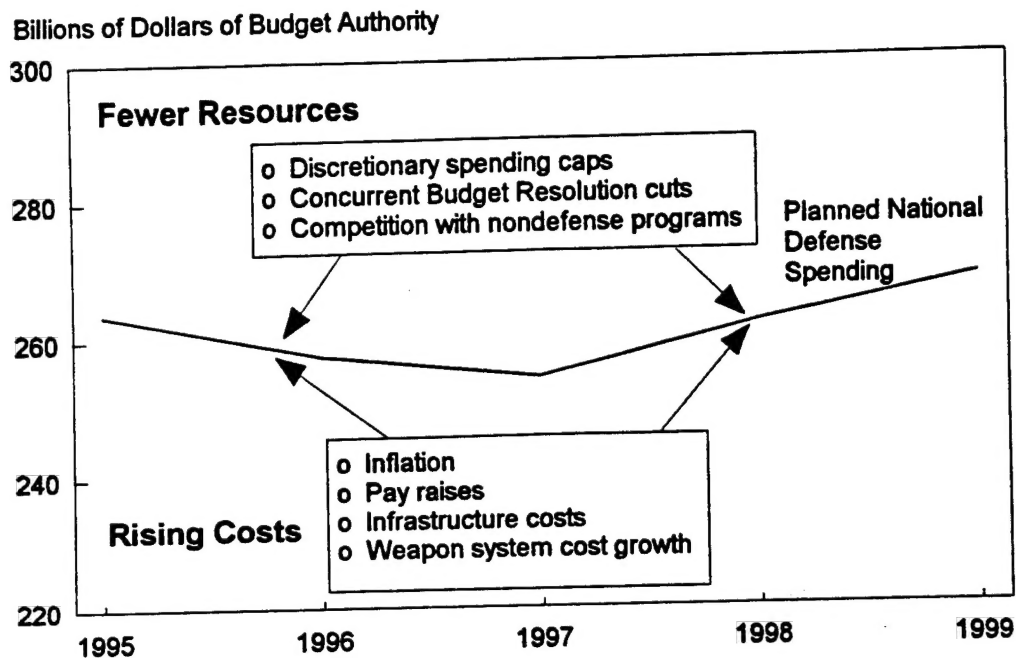 Billions of Dollars of Budget Authority
300
Fewer Resources
o Discretionary spending caps
o Concurrent Budget Resolution cuts
o Competition with nondefense programs
280
Planned National
Defense
Spending
260
o Inflation
o Pay raises
o Infrastructure costs
o Weapon system cost growth
240
Rising Costs
220
1995 1996 1997 1998 1999